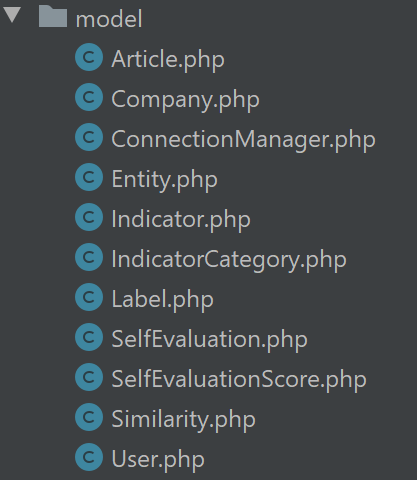 model
Article.php
Company.php
ConnectionManager.php
Entity.php
Indicator.php
IndicatorCategory.php
Label.php
SelfEvaluation.php
SelfEvaluationScore.php
Similarity.php
User.php